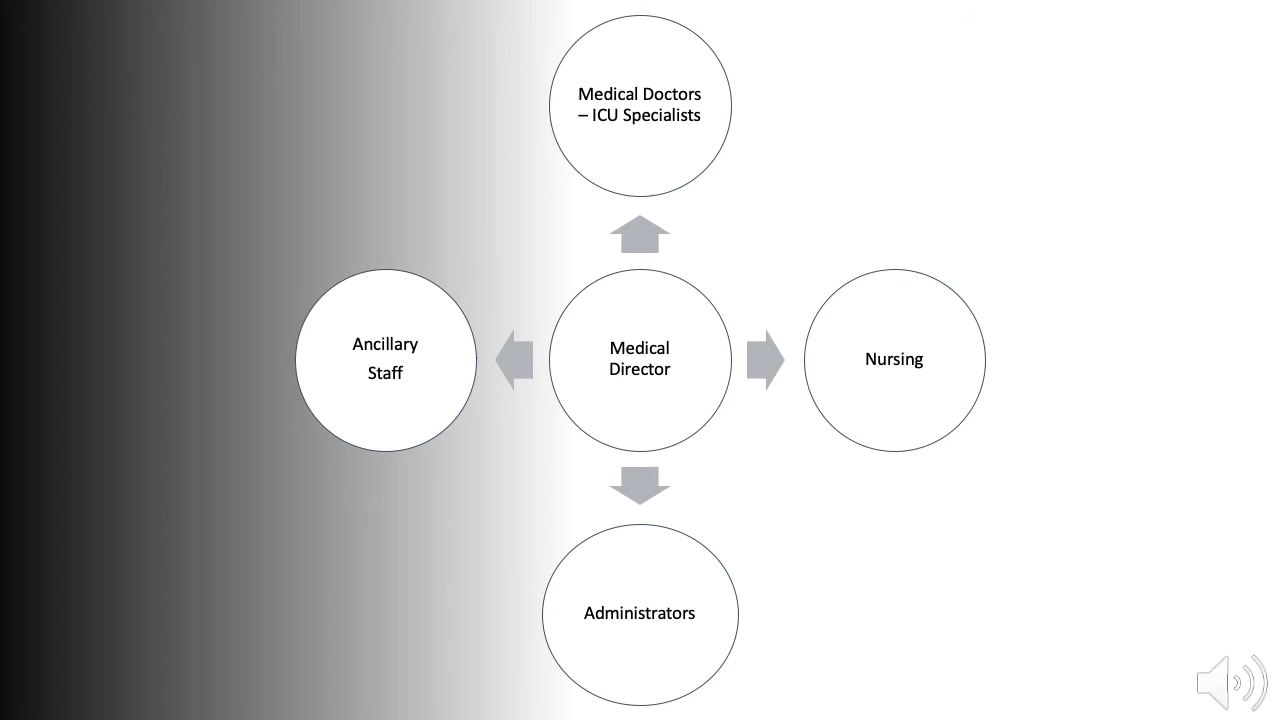 Medical Doctors
– ICU Specialists
Ancillary
Staff
Medical
Director
Nursing
Administrators